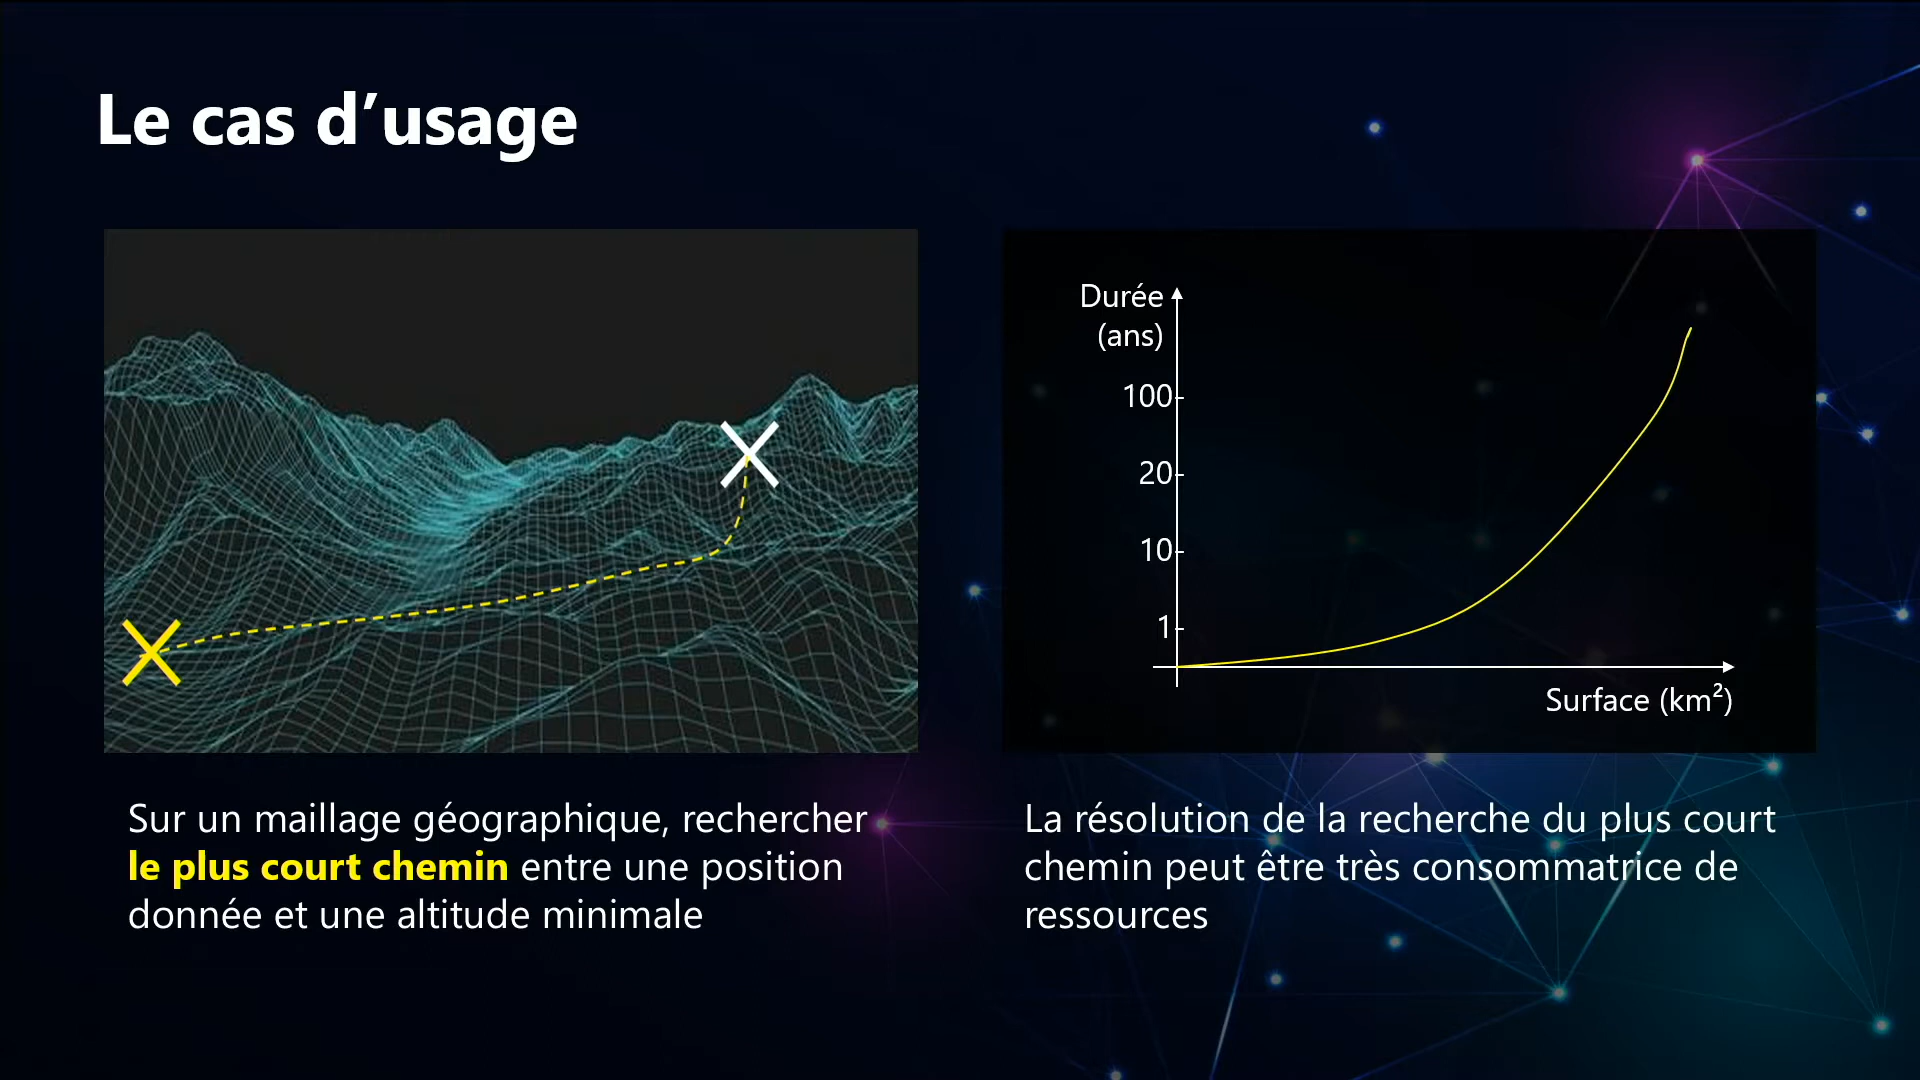 Le cas d’usage
Durée
(ans)
100
20
10
1
Surface (km²)
Sur un maillage géographique, rechercher
le plus court chemin entre une position
donnée et une altitude minimale
La résolution de la recherche du plus court
chemin peut être très consommatrice de
ressources